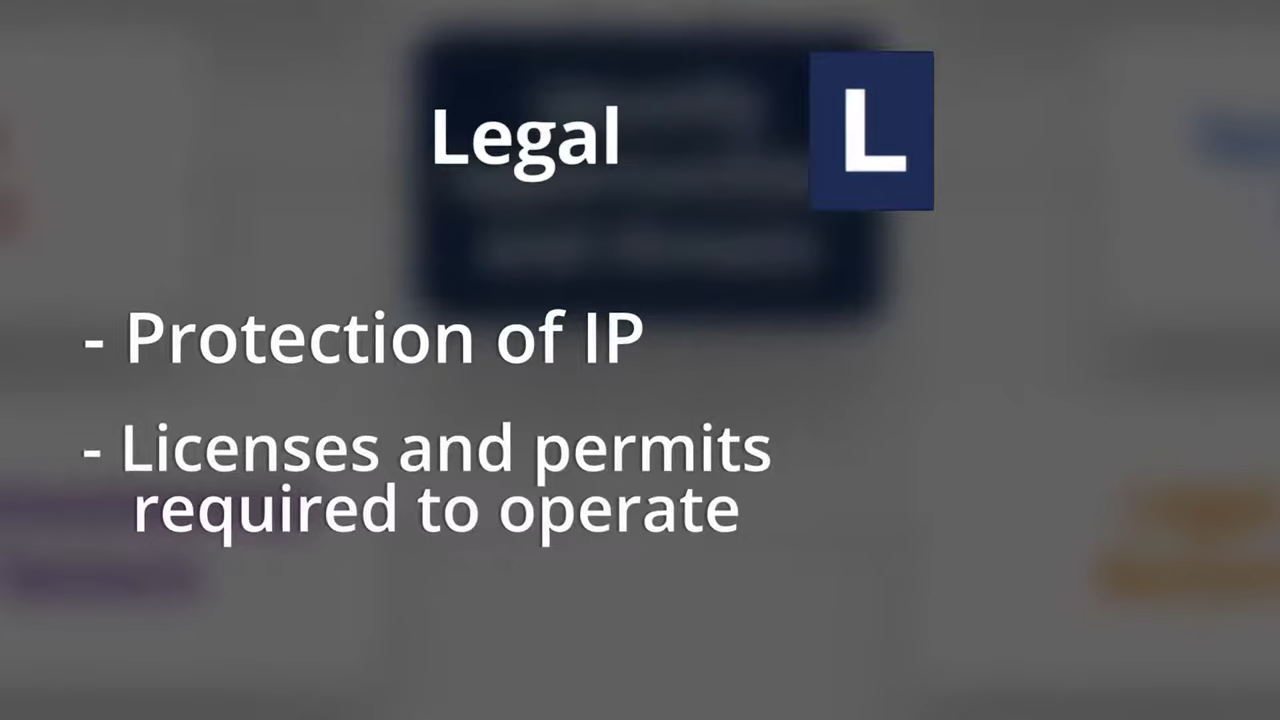 Legal
L
- Protection of IP
- Licenses and permits
required to operate